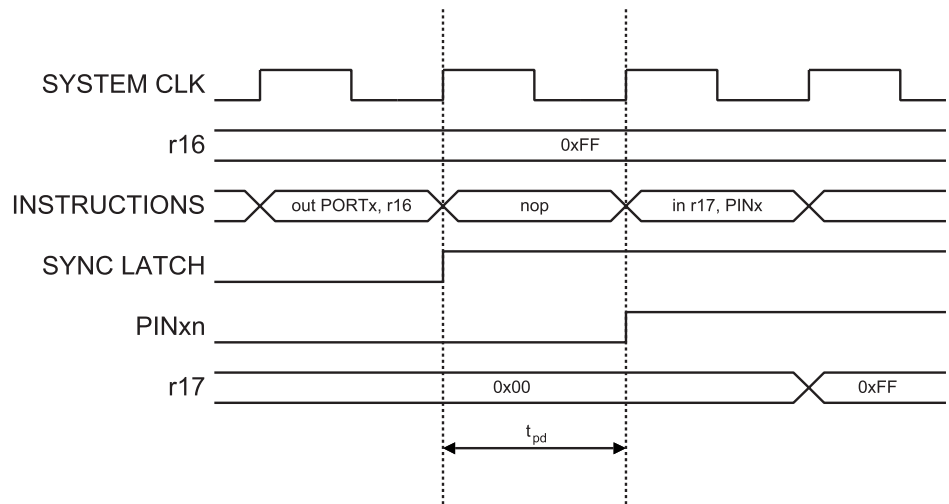 SYSTEM CLK
r16
0xFF
INSTRUCTIONS
out PORTx, r16
nop
in r17, PINx
SYNC LATCH
PINxn
r17
0x00
0xFF
tpd